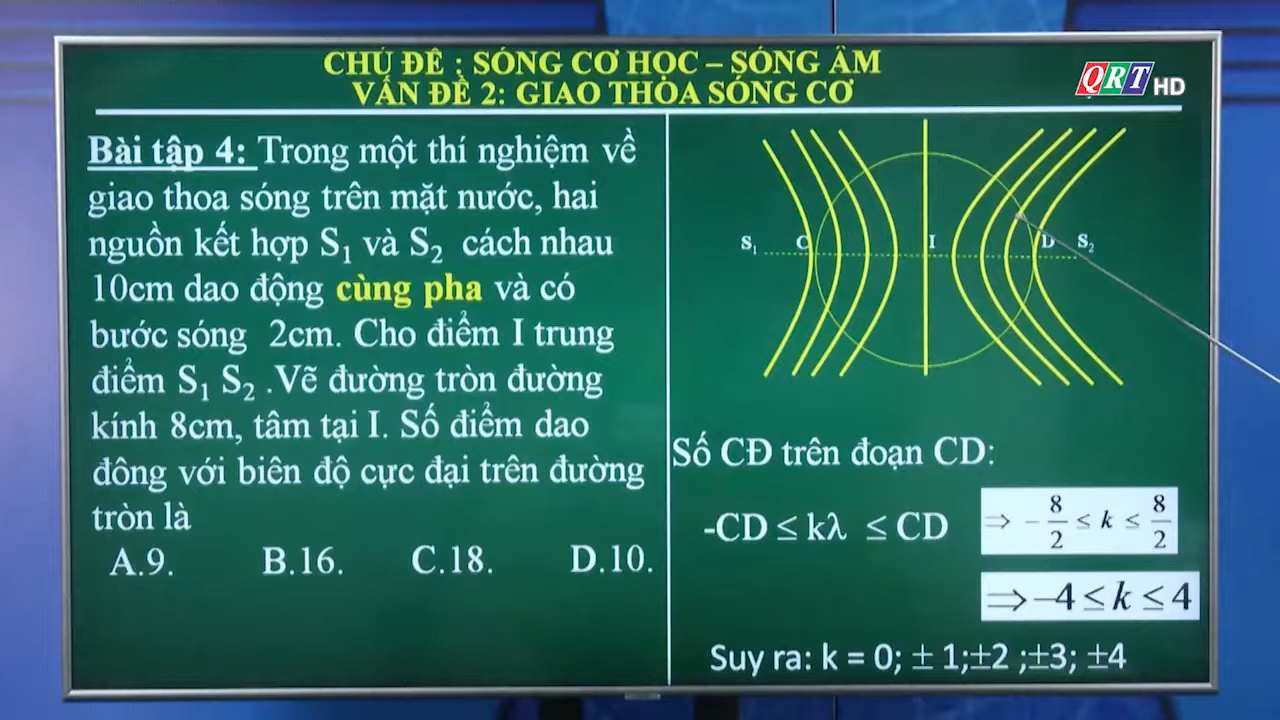 CHỦ ĐỀ : SÓNG CƠ HỌC – SÓNG ÂM
VẤN ĐỀ 2: GIAO THOA SÓNG CƠ
QRT HD
Bài tập 4: Trong một thí nghiệm về
giao thoa sóng trên mặt nước, hai
nguồn kết hợp S₁ và S₂ cách nhau
10cm dao động cùng pha và có
bước sóng 2cm. Cho điểm I trung
điểm S₁ S₂ .Vẽ đường tròn đường
kính 8cm, tâm tại I. Số điểm dao
đông với biên độ cực đại trên đường
tròn là
A.9. B.16. C.18. D.10.
S₁ C I D S₂
Số CĐ trên đoạn CD:
-CD ≤ kλ ≤ CD ⇒ -8/2 ≤ k ≤ 8/2
⇒ -4 ≤ k ≤ 4
Suy ra: k = 0; ± 1;±2 ;±3; ±4